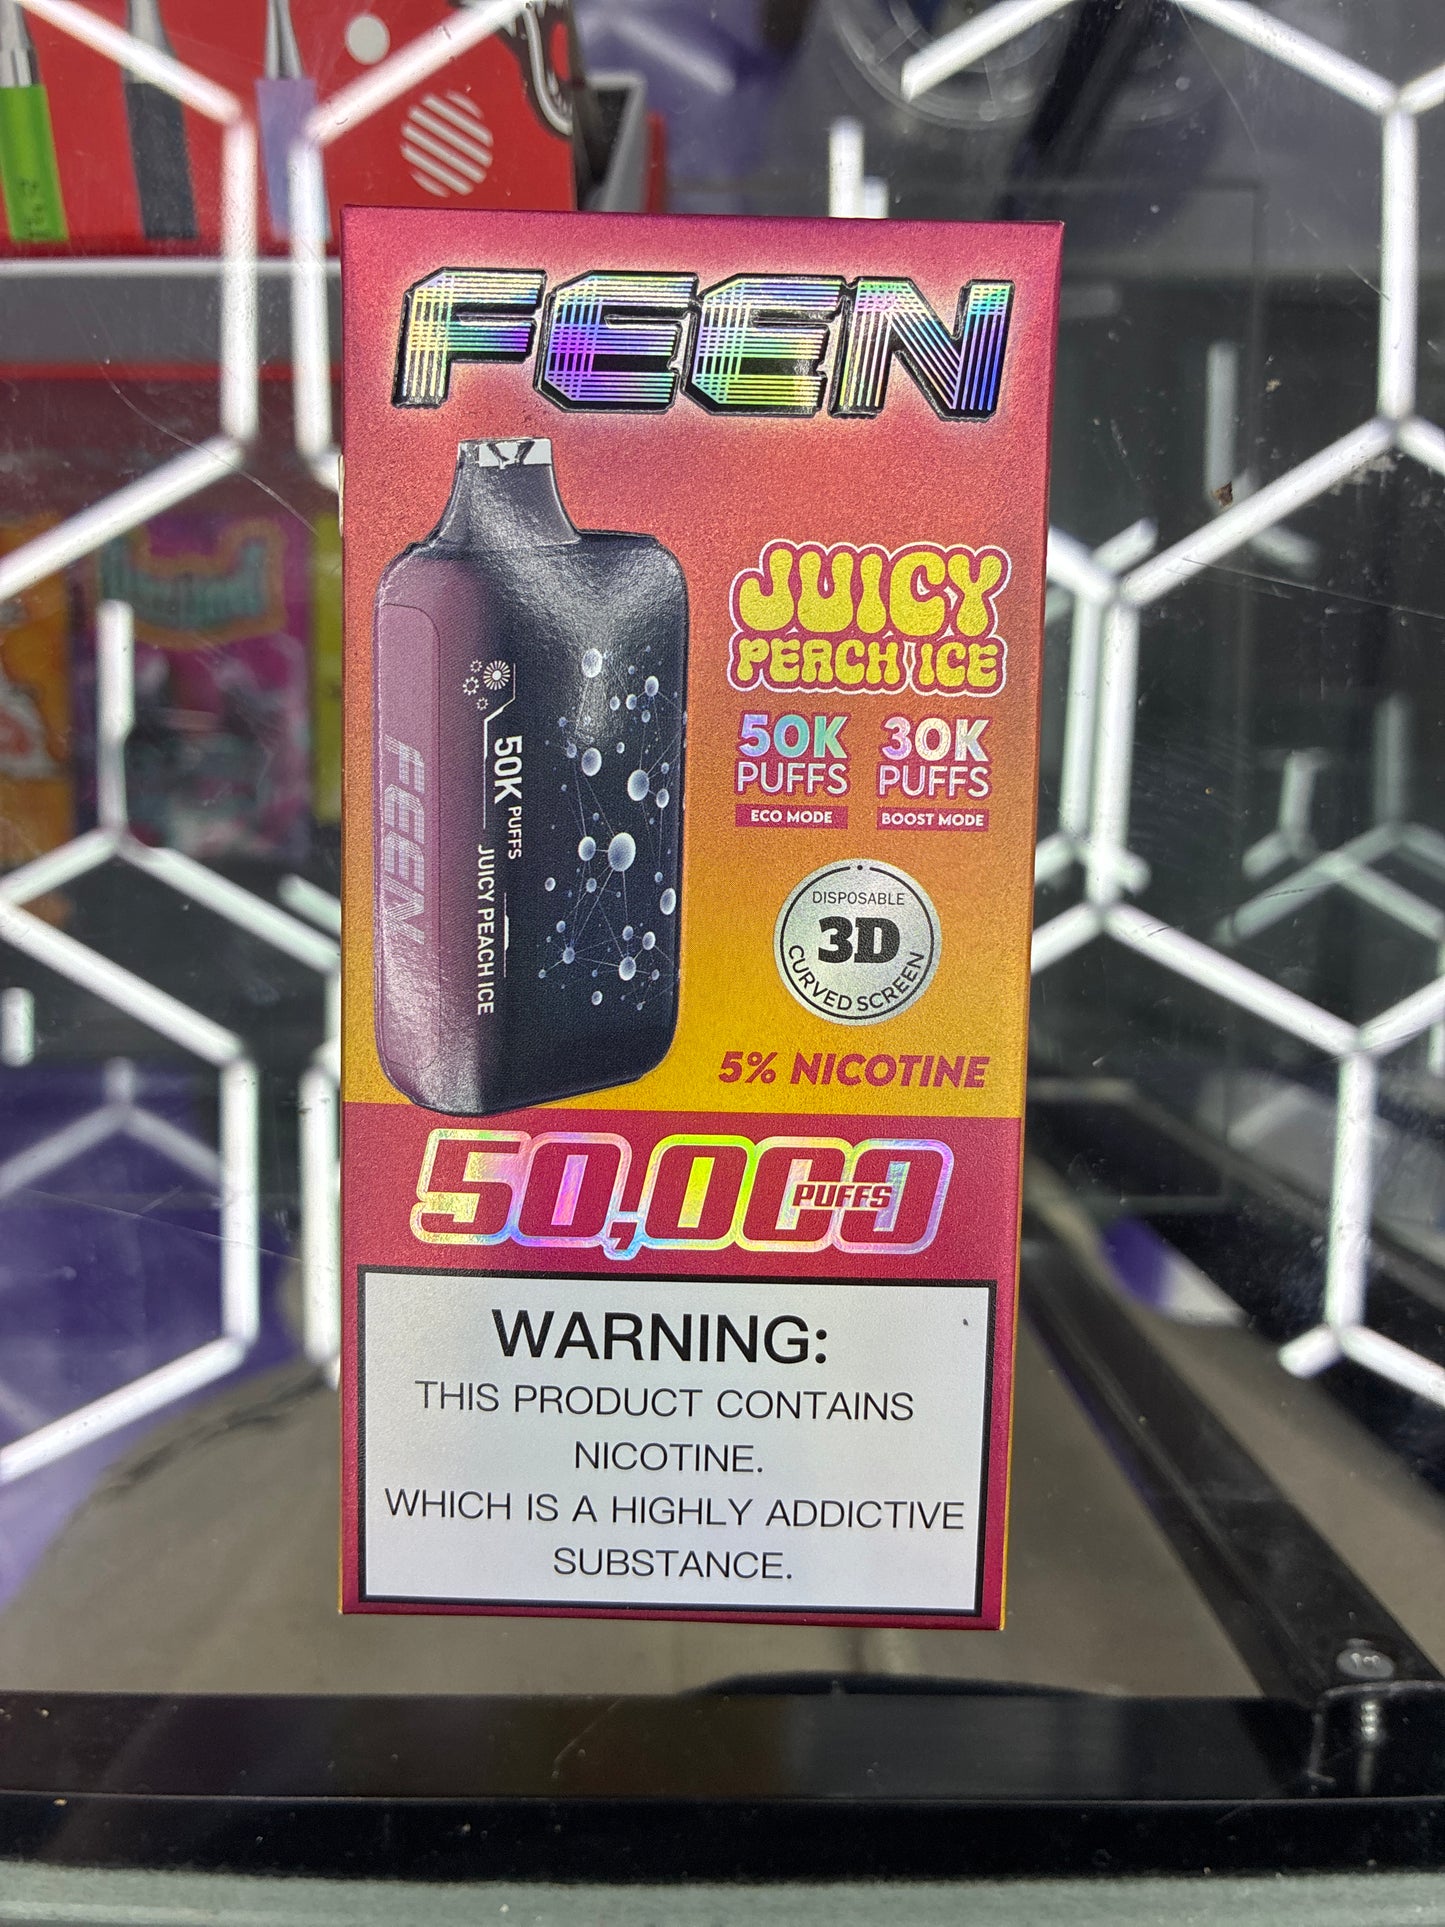 FEEN
JUICY
PEACH ICE
50K
PUFFS
ECO MODE
30K
PUFFS
BOOST MODE
FEEN
50K PUFFS
JUICY PEACH ICE
DISPOSABLE
3D
CURVED SCREEN
5% NICOTINE
50,000
PUFFS
WARNING:
THIS PRODUCT CONTAINS
NICOTINE.
WHICH IS A HIGHLY ADDICTIVE
SUBSTANCE.